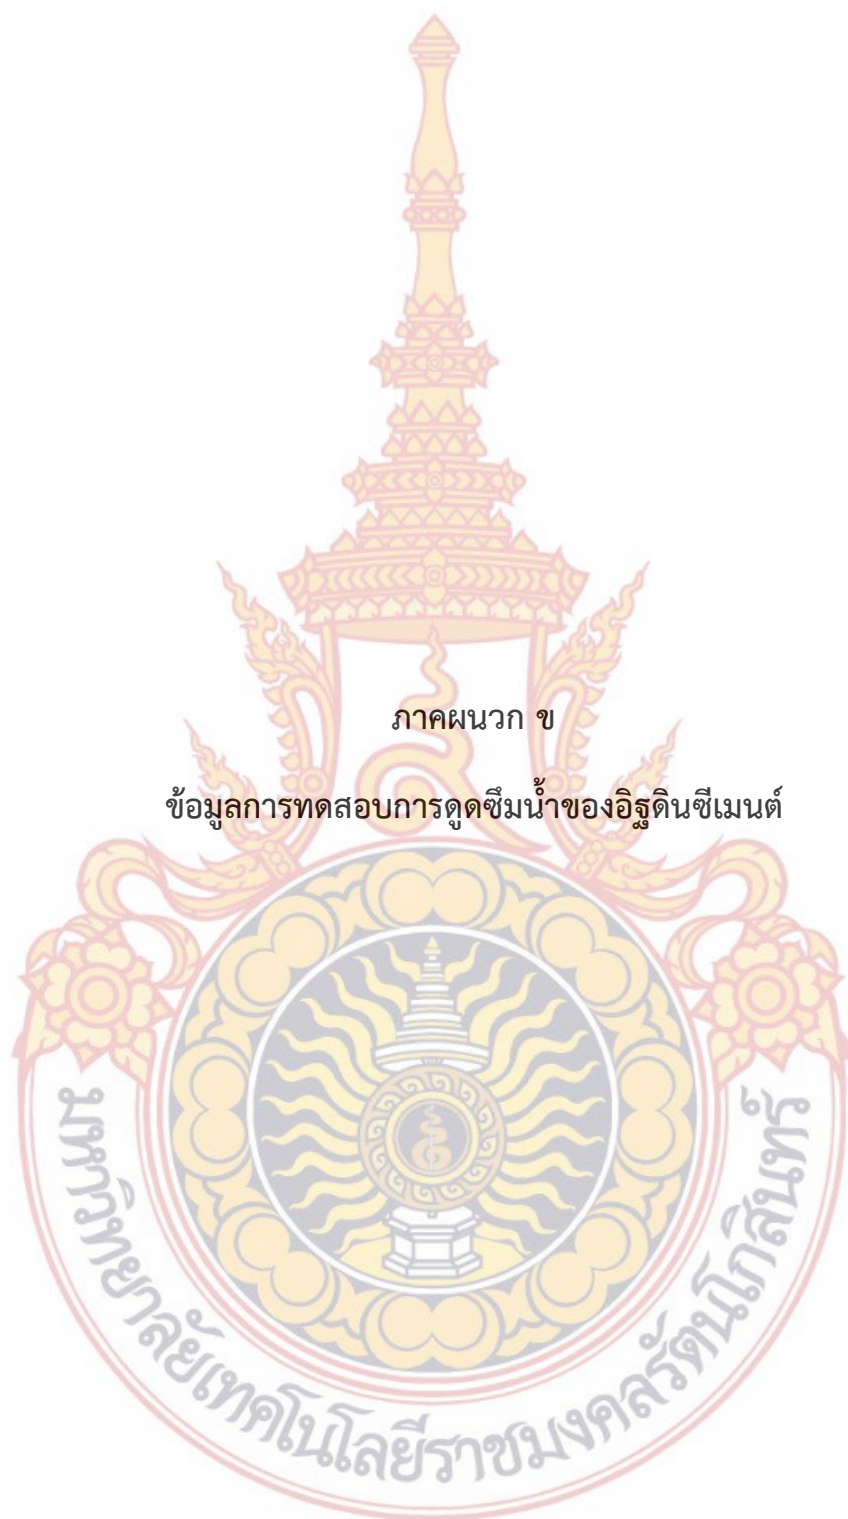 ภาคผนวก ข
ข้อมูลการทดสอบการดูดซึมน้ำของอิฐดินซีเมนต์
มหาวิทยาลัยเทคโนโลยีราชมงคลรัตนโกสินทร์